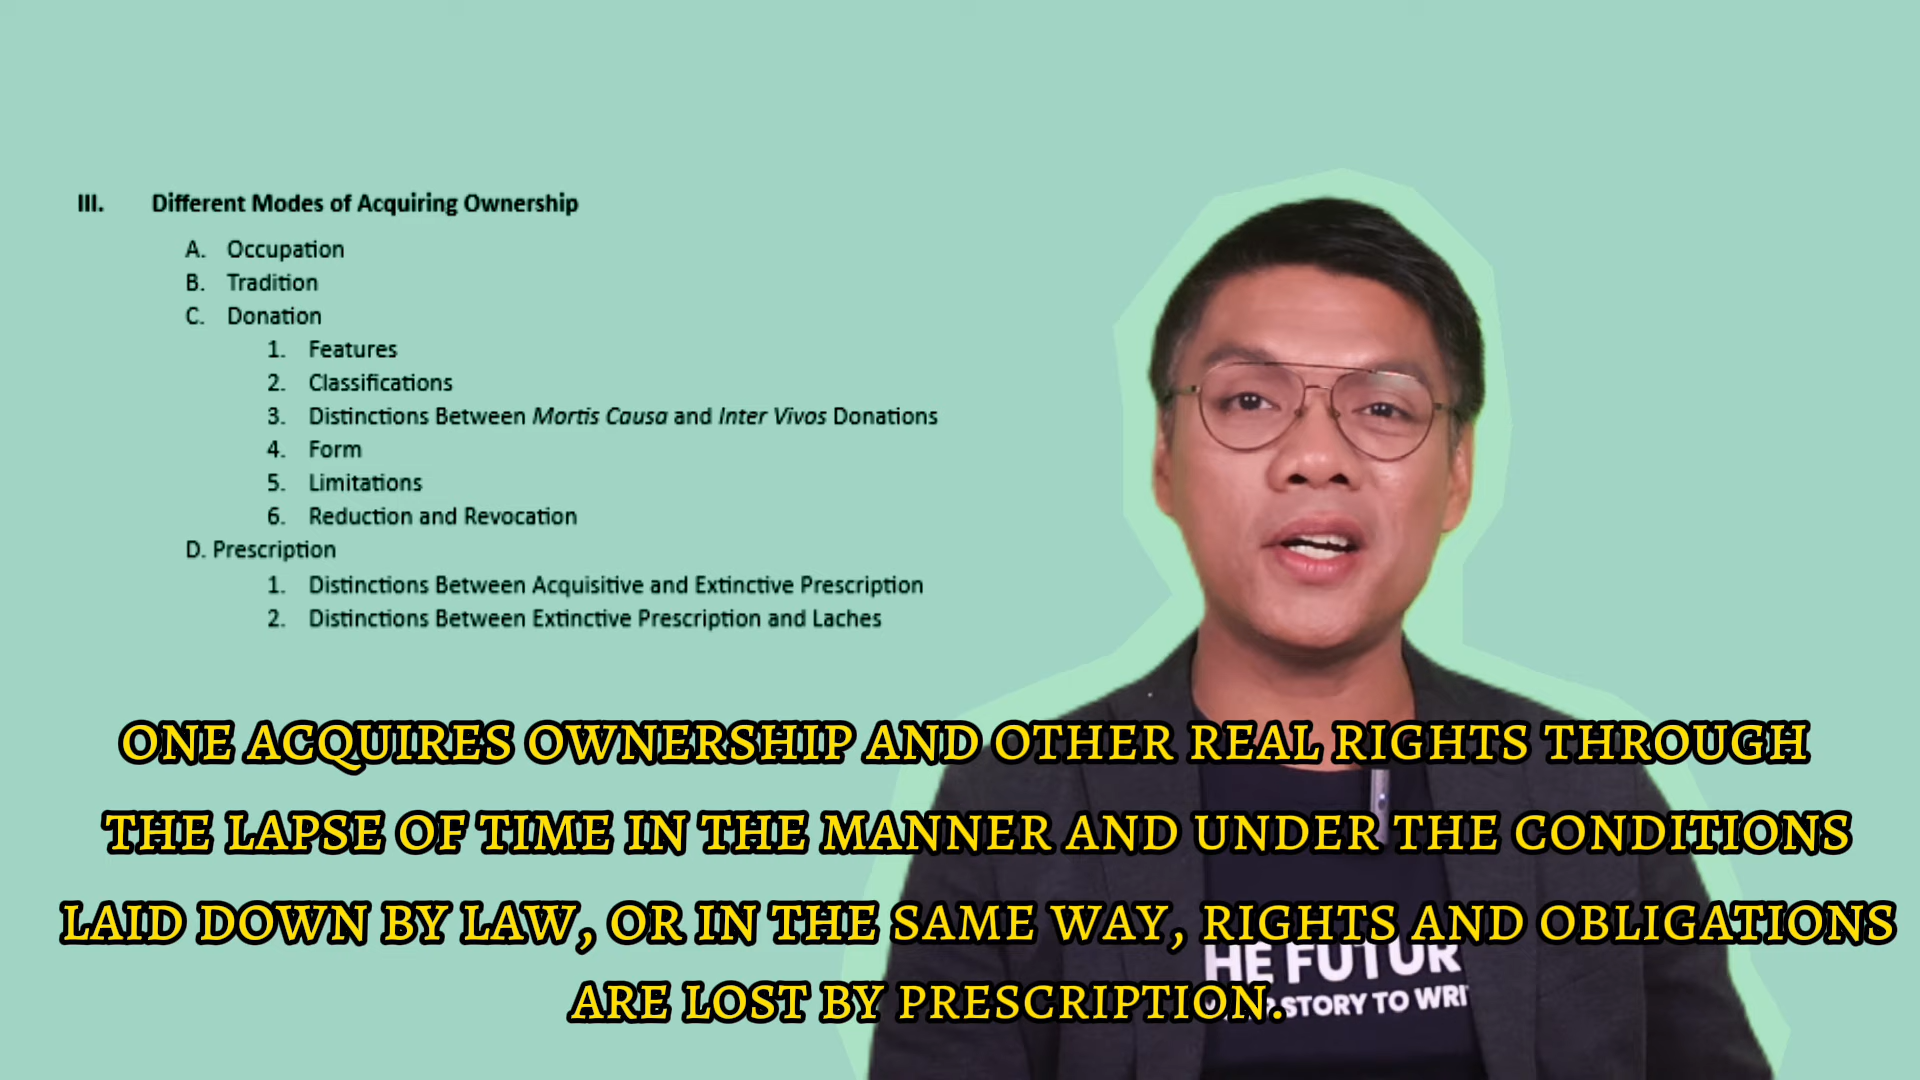 III. Different Modes of Acquiring Ownership
A. Occupation
B. Tradition
C. Donation
1. Features
2. Classifications
3. Distinctions Between Mortis Causa and Inter Vivos Donations
4. Form
5. Limitations
6. Reduction and Revocation
D. Prescription
1. Distinctions Between Acquisitive and Extinctive Prescription
2. Distinctions Between Extinctive Prescription and Laches
ONE ACQUIRES OWNERSHIP AND OTHER REAL RIGHTS THROUGH
THE LAPSE OF TIME IN THE MANNER AND UNDER THE CONDITIONS
LAID DOWN BY LAW, OR IN THE SAME WAY, RIGHTS AND OBLIGATIONS
ARE LOST BY PRESCRIPTION.
HE FUTUR
STORY TO WRI